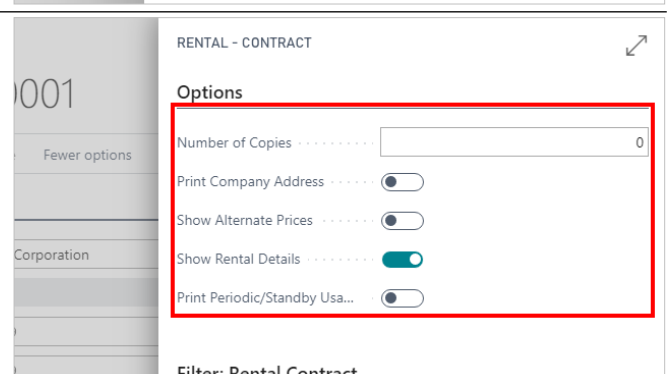 RENTAL - CONTRACT
0001
Options
Number of Copies 0
Fewer options
Print Company Address
Show Alternate Prices
Corporation
Show Rental Details
Print Periodic/Standby Usa...
Filter: Rental Contract